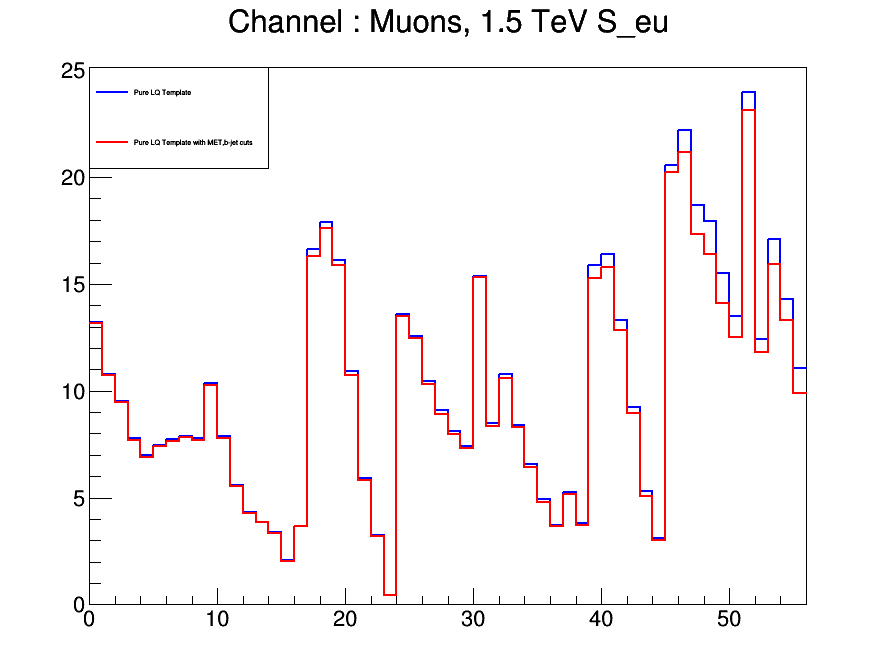 Channel : Muons, 1.5 TeV S_eu
25
Pure LQ Template
Pure LQ Template with MET,b-jet cuts
20
15
10
5
0
0 10 20 30 40 50